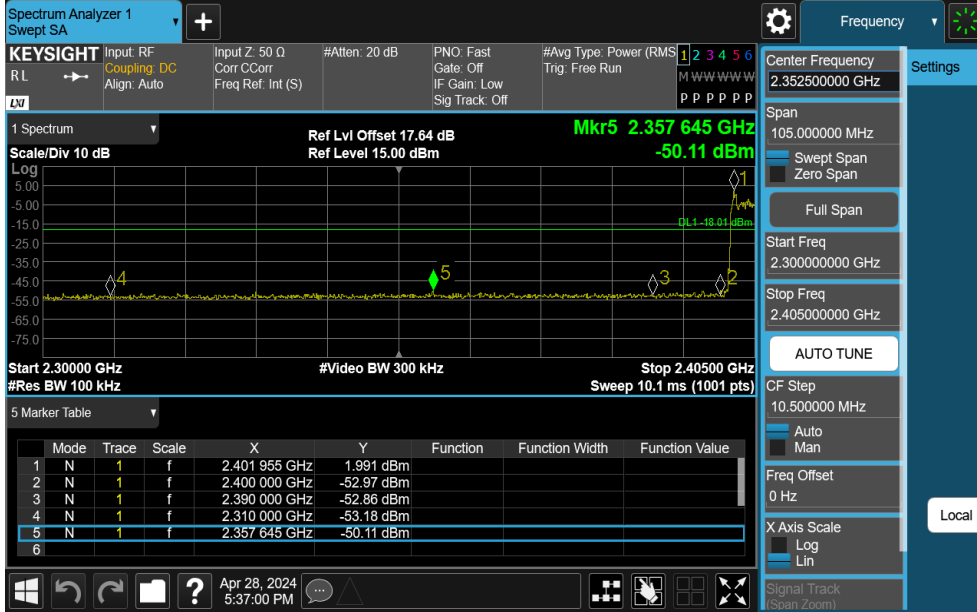 Spectrum Analyzer 1
Swept SA
+
Frequency
KEYSIGHT
R L
LXI
Input: RF
Coupling: DC
Align: Auto
Input Z: 50 Ω
Corr CCorr
Freq Ref: Int (S)
#Atten: 20 dB
PNO: Fast
Gate: Off
IF Gain: Low
Sig Track: Off
#Avg Type: Power (RMS
Trig: Free Run
1 2 3 4 5 6
M W W W W W
P P P P P P
1 Spectrum
Scale/Div 10 dB
Ref Lvl Offset 17.64 dB
Ref Level 15.00 dBm
Mkr5 2.357 645 GHz
-50.11 dBm
Log
5.00
-5.00
-15.0
-25.0
-35.0
-45.0
-55.0
-65.0
-75.0
1
DL1 -18.01 dBm
4
5
3
2
Start 2.30000 GHz
#Res BW 100 kHz
#Video BW 300 kHz
Stop 2.40500 GHz
Sweep 10.1 ms (1001 pts)
5 Marker Table
Mode Trace Scale X Y Function Function Width Function Value
1 N 1 f 2.401 955 GHz 1.991 dBm
2 N 1 f 2.400 000 GHz -52.97 dBm
3 N 1 f 2.390 000 GHz -52.86 dBm
4 N 1 f 2.310 000 GHz -53.18 dBm
5 N 1 f 2.357 645 GHz -50.11 dBm
6
?
Apr 28, 2024
5:37:00 PM
Center Frequency
2.352500000 GHz
Span
105.000000 MHz
Swept Span
Zero Span
Full Span
Start Freq
2.300000000 GHz
Stop Freq
2.405000000 GHz
AUTO TUNE
CF Step
10.500000 MHz
Auto
Man
Freq Offset
0 Hz
X Axis Scale
Log
Lin
Signal Track
(Span Zoom)
Settings
Local